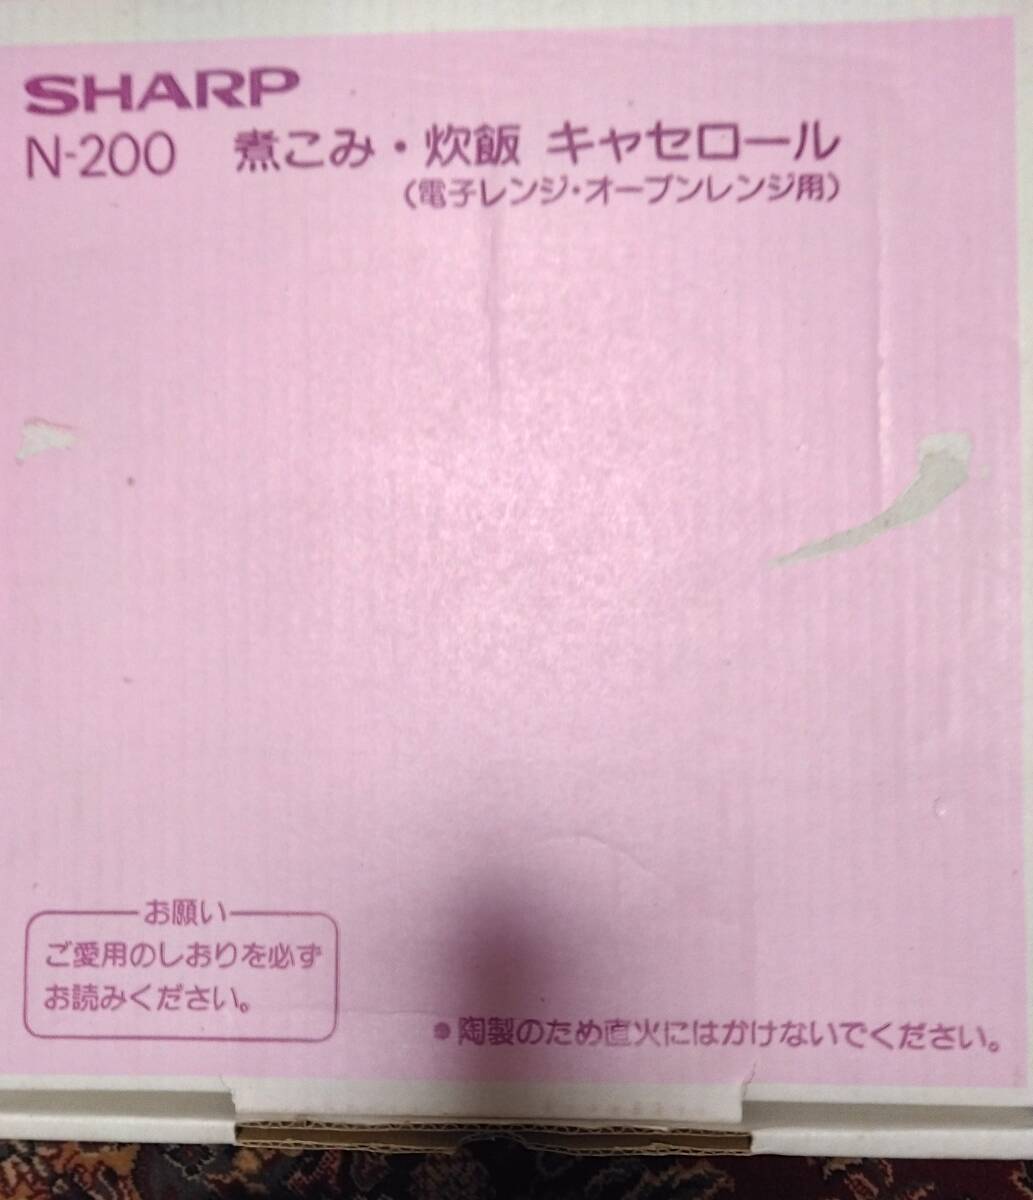 SHARP
N-200 煮こみ・炊飯 キャセロール
(電子レンジ・オーブンレンジ用)
お願い
ご愛用のしおりを必ず
お読みください。
●陶製のため直火にはかけないでください。